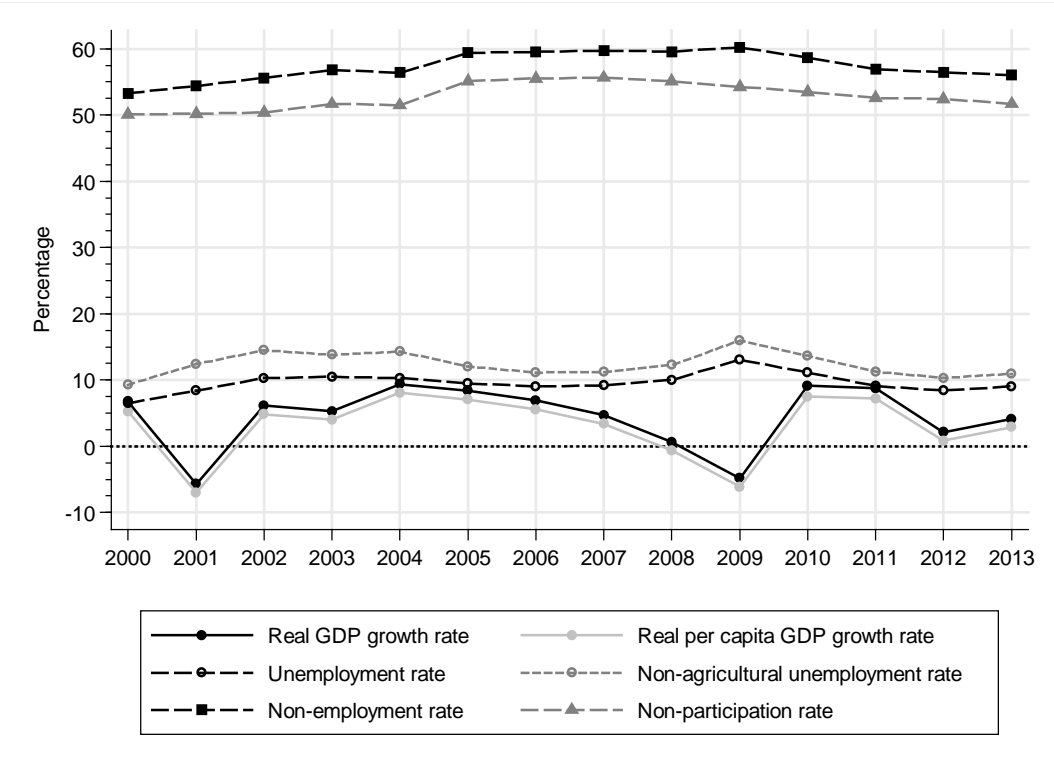 60
50
40
30
20
10
0
-10
Percentage
2000 2001 2002 2003 2004 2005 2006 2007 2008 2009 2010 2011 2012 2013
Real GDP growth rate Real per capita GDP growth rate
Unemployment rate Non-agricultural unemployment rate
Non-employment rate Non-participation rate